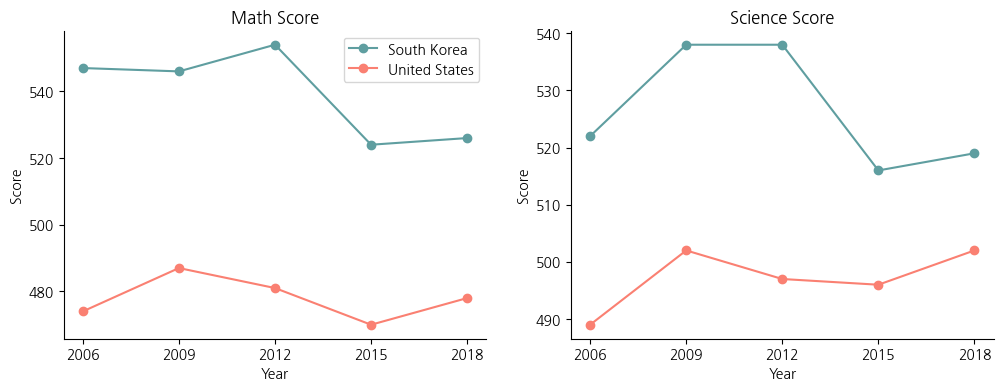 Math Score
South Korea
United States
Score
540
520
500
480
2006 2009 2012 2015 2018
Year
Science Score
Score
540
530
520
510
500
490
2006 2009 2012 2015 2018
Year